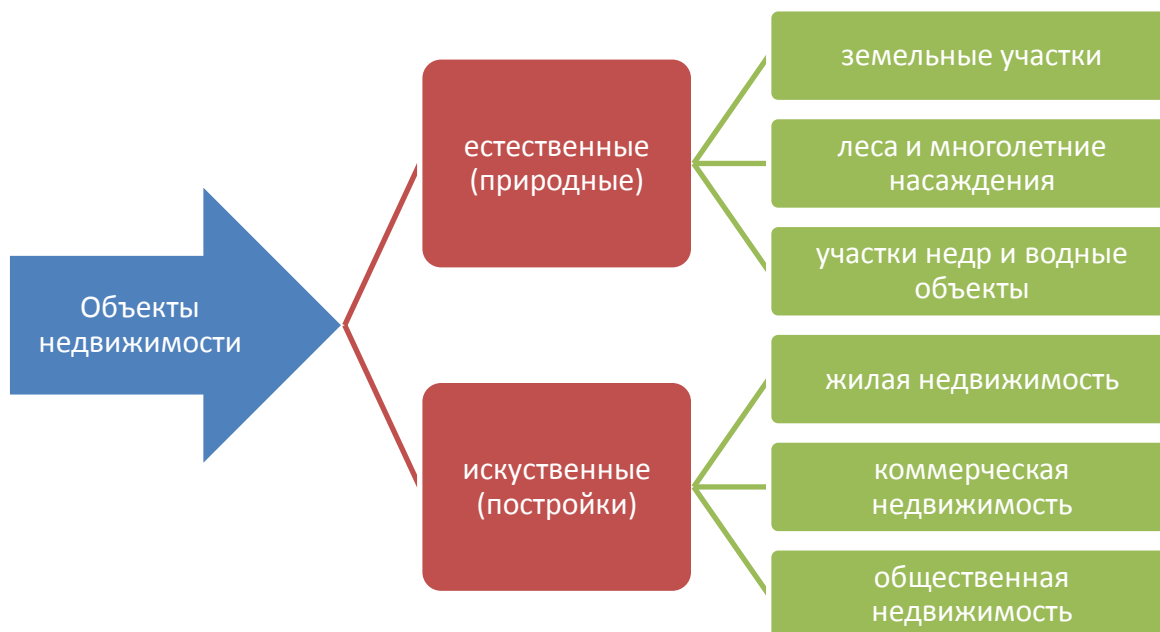 Объекты
недвижимости
естественные
(природные)
земельные участки
леса и многолетние
насаждения
участки недр и водные
объекты
искуственные
(постройки)
жилая недвижимость
коммерческая
недвижимость
общественная
недвижимость